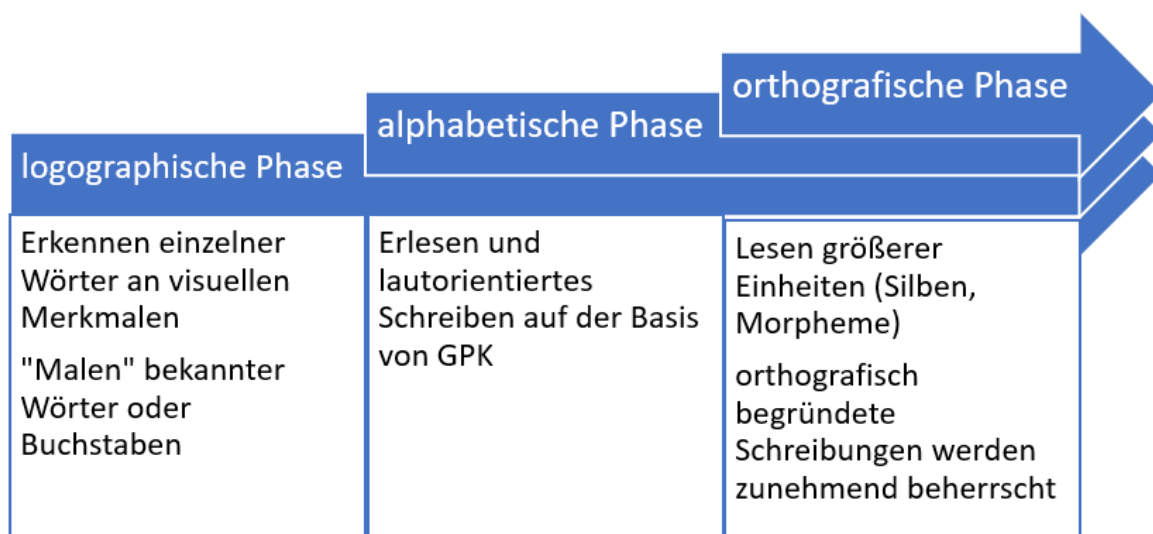 logographische Phase
Erkennen einzelner
Wörter an visuellen
Merkmalen
"Malen" bekannter
Wörter oder
Buchstaben
alphabetische Phase
Erlesen und
lautorientiertes
Schreiben auf der Basis
von GPK
orthografische Phase
Lesen größerer
Einheiten (Silben,
Morpheme)
orthografisch
begründete
Schreibungen werden
zunehmend beherrscht